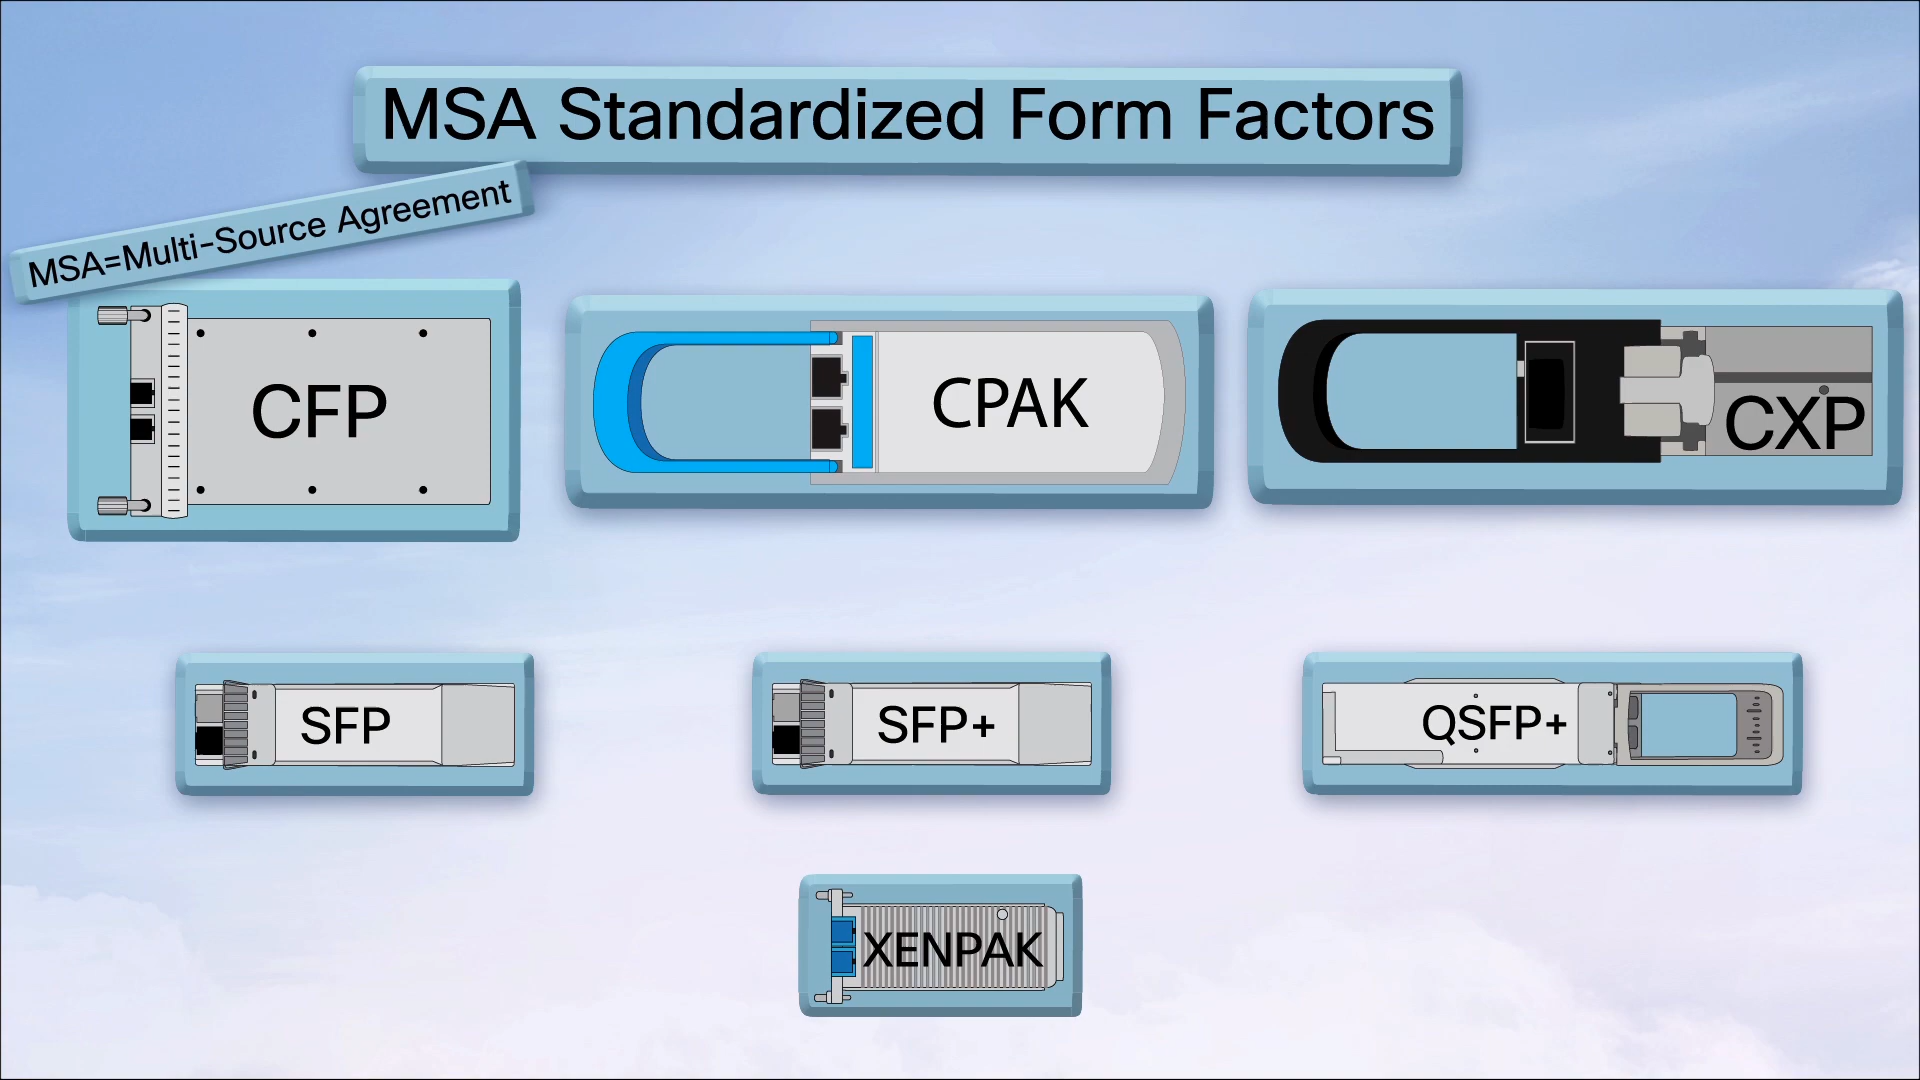 MSA Standardized Form Factors
MSA=Multi-Source Agreement
CFP
CPAK
CXP
SFP
SFP+
QSFP+
XENPAK